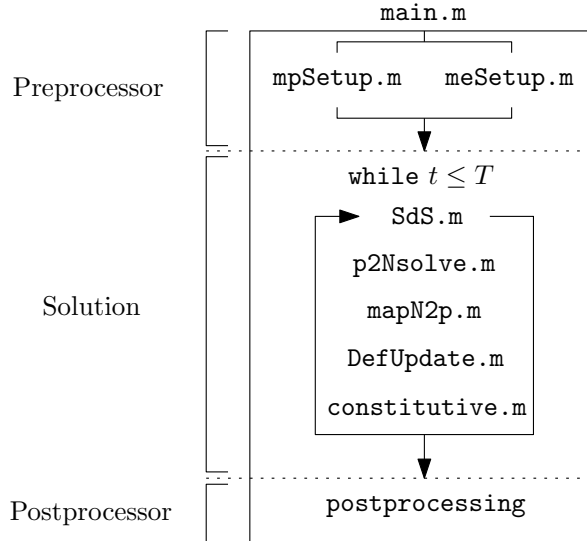 main.m
Preprocessor
mpSetup.m meSetup.m
while t ≤ T
SdS.m
p2Nsolve.m
Solution
mapN2p.m
DefUpdate.m
constitutive.m
Postprocessor
postprocessing